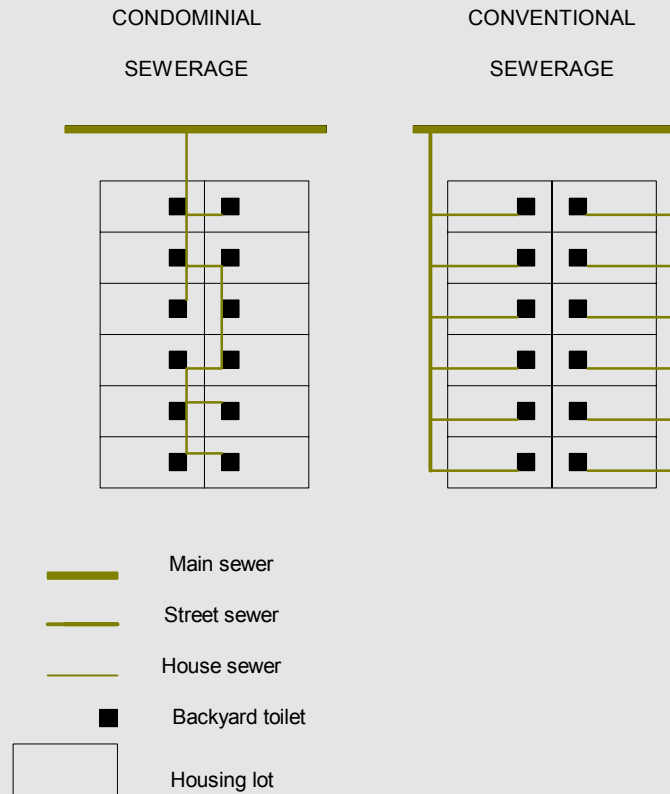 CONDOMINIAL
SEWERAGE
CONVENTIONAL
SEWERAGE
Main sewer
Street sewer
House sewer
Backyard toilet
Housing lot